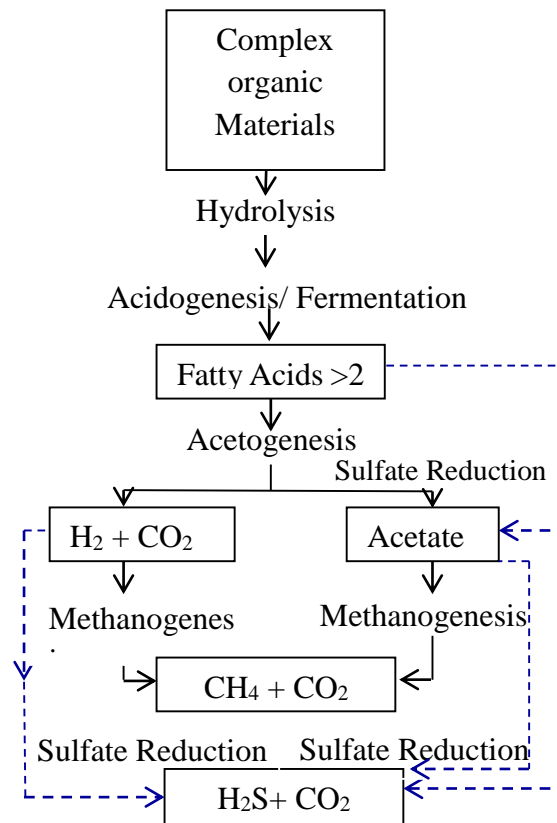 Complex
organic
Materials
Hydrolysis
Acidogenesis/ Fermentation
Fatty Acids >2
Acetogenesis
Sulfate Reduction
H₂ + CO₂
Acetate
Methanogenes
Methanogenesis
.
CH₄ + CO₂
Sulfate Reduction
Sulfate Reduction
H₂S+ CO₂